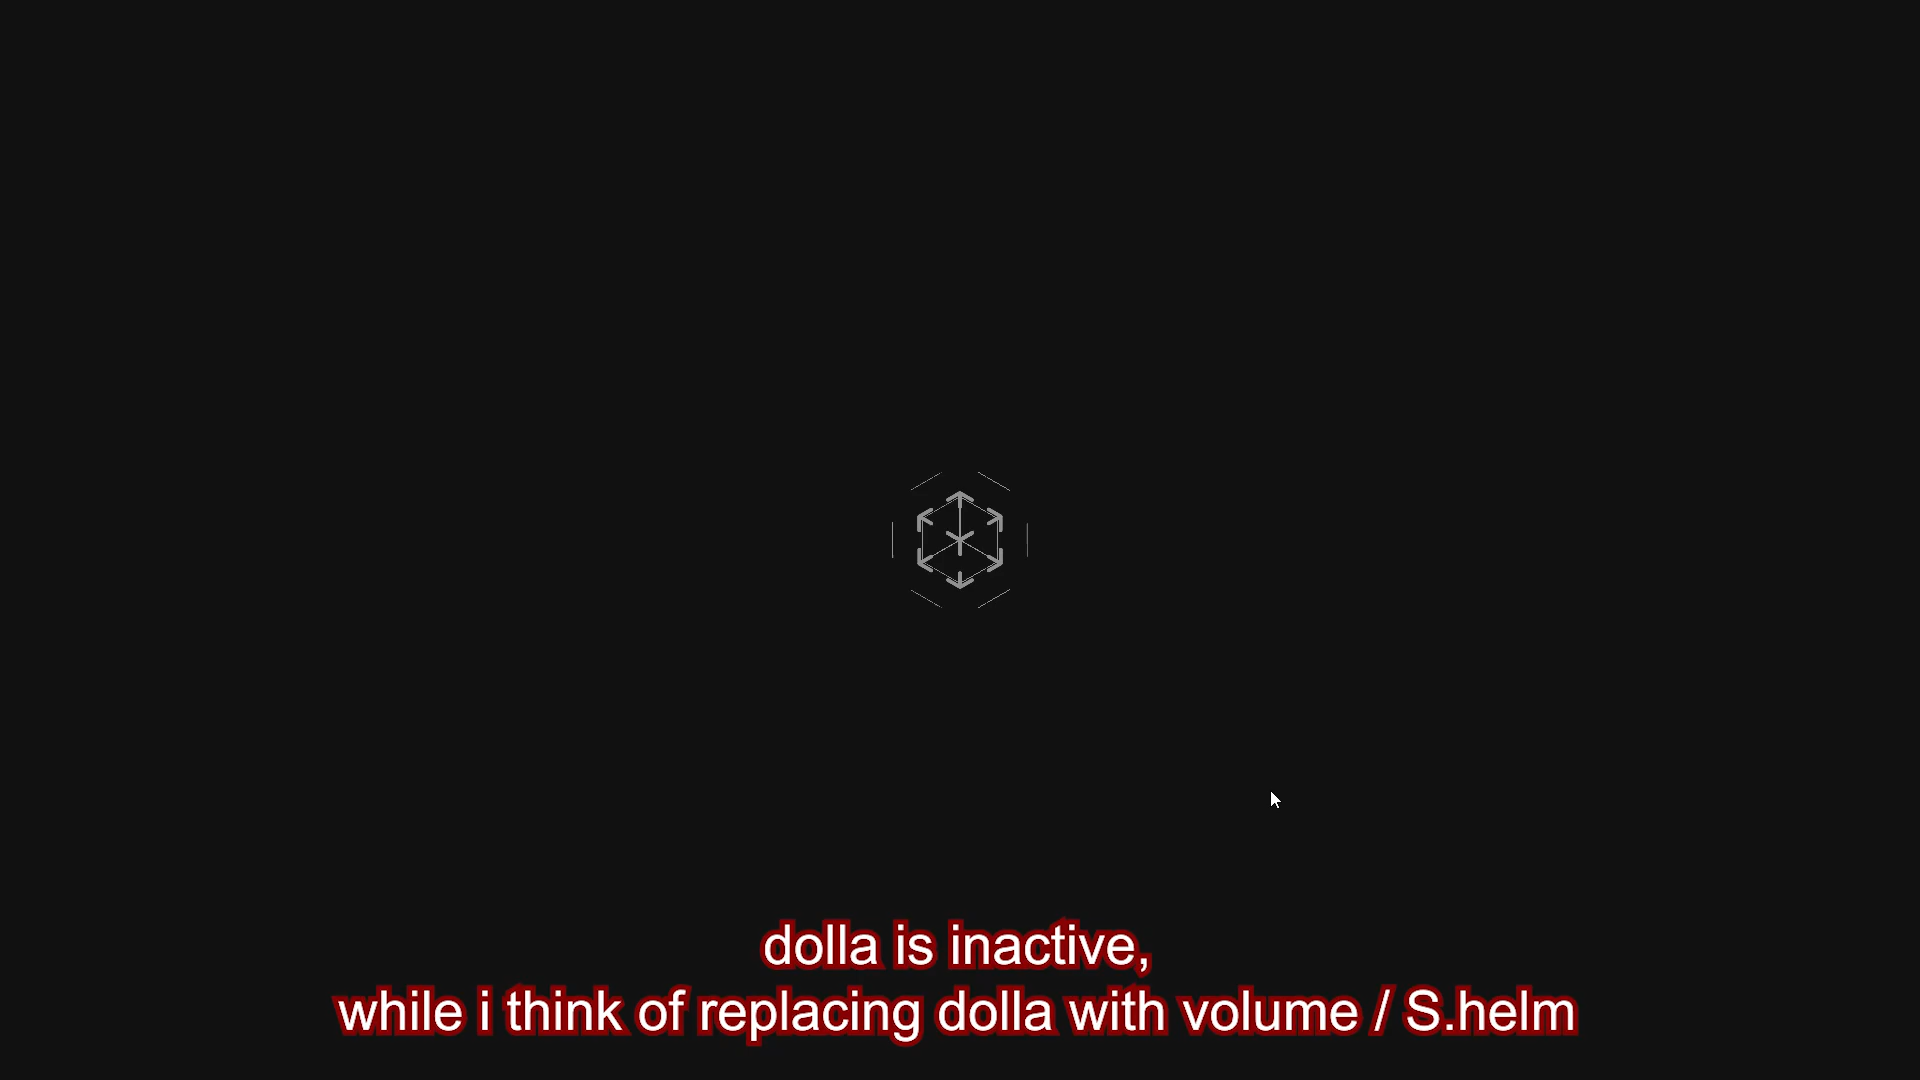 dolla is inactive,
while i think of replacing dolla with volume / S.helm